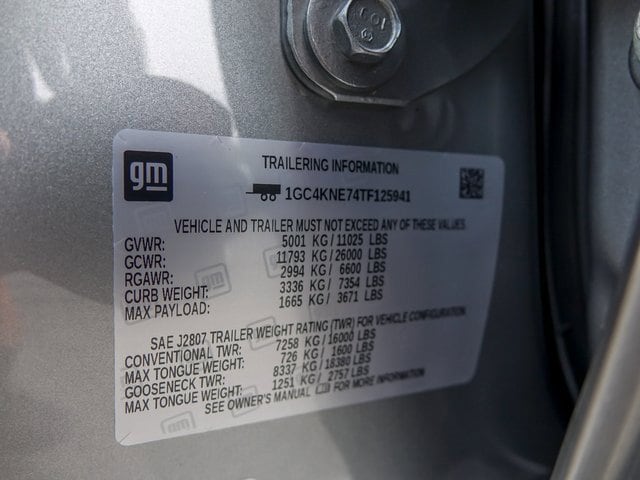 gm
TRAILERING INFORMATION
1GC4KNE74TF125941
VEHICLE AND TRAILER MUST NOT EXCEED ANY OF THESE VALUES
GVWR: 5001 KG / 11025 LBS
GCWR: 11793 KG / 26000 LBS
RGAWR: 2994 KG / 6600 LBS
CURB WEIGHT: 3336 KG / 7354 LBS
MAX PAYLOAD: 1665 KG / 3671 LBS
SAE J2807 TRAILER WEIGHT RATING (TWR) FOR VEHICLE CONFIGURATION
CONVENTIONAL TWR: 7258 KG / 16000 LBS
MAX TONGUE WEIGHT: 726 KG / 1600 LBS
GOOSENECK TWR: 8337 KG / 18380 LBS
MAX TONGUE WEIGHT: 1251 KG / 2757 LBS
SEE OWNER'S MANUAL FOR MORE INFORMATION